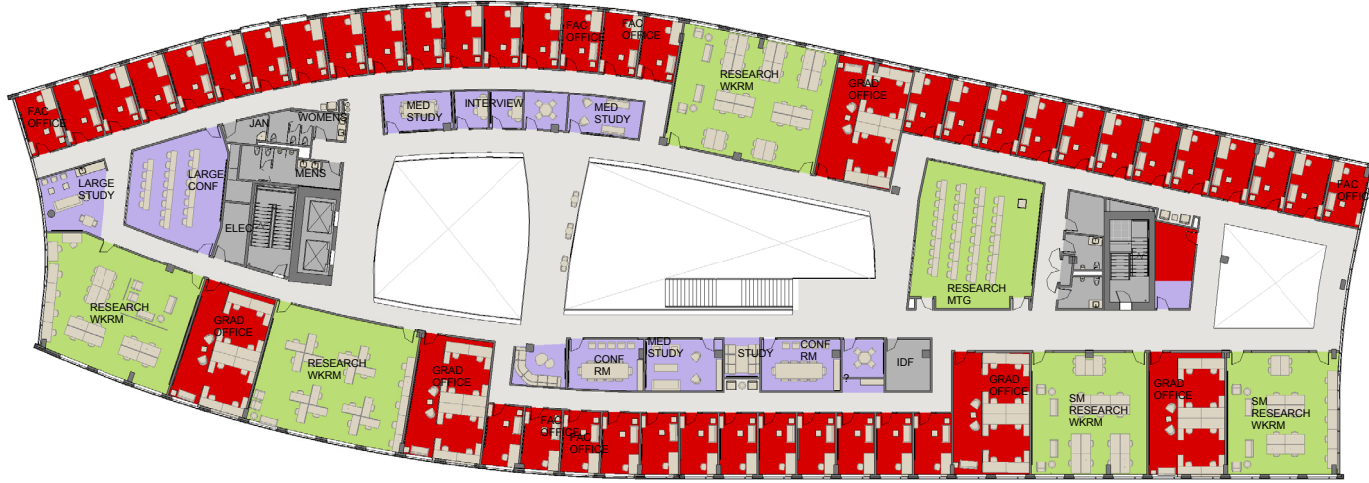 FAC
OFFICE
FAC
OFFICE
FAC
OFFICE
RESEARCH
WKRM
GRAD
OFFICE
FAC
OFFICE
MED
STUDY
INTERVIEW
MED
STUDY
JAN
WOMENS
MENS
LARGE
STUDY
LARGE
CONF
ELEC
RESEARCH
MTG
RESEARCH
WKRM
GRAD
OFFICE
RESEARCH
WKRM
GRAD
OFFICE
CONF
RM
MED
STUDY
STUDY
CONF
RM
?
IDF
GRAD
OFFICE
SM
RESEARCH
WKRM
GRAD
OFFICE
SM
RESEARCH
WKRM
FAC
OFFICE
FAC
OFFICE